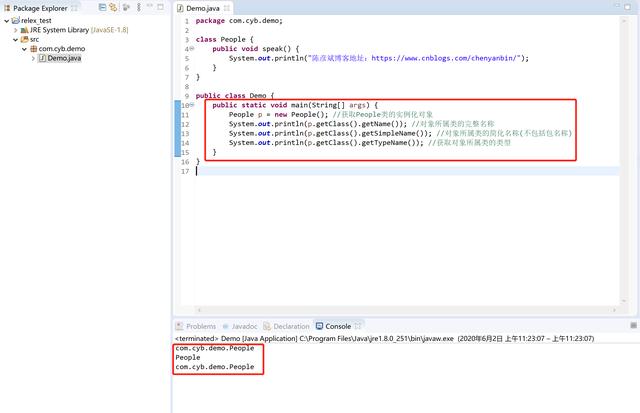 Package Explorer
Demo.java
relex_test
JRE System Library [JavaSE-1.8]
src
com.cyb.demo
Demo.java
1 package com.cyb.demo;
2
3 class People {
4 public void speak() {
5 System.out.println("陈彦斌博客地址：https://www.cnblogs.com/chenyanbin/");
6 }
7 }
8
9 public class Demo {
10 public static void main(String[] args) {
11 People p = new People(); //获取People类的实例化对象
12 System.out.println(p.getClass().getName()); //对象所属类的完整名称
13 System.out.println(p.getClass().getSimpleName()); //对象所属类的简化名称(不包括包名称)
14 System.out.println(p.getClass().getTypeName()); //获取对象所属类的类型
15 }
16 }
17
Problems Javadoc Declaration Console
<terminated> Demo [Java Application] C:\Program Files\Java\jre1.8.0_251\bin\javaw.exe (2020年6月2日 上午11:23:07 – 上午11:23:07)
com.cyb.demo.People
People
com.cyb.demo.People